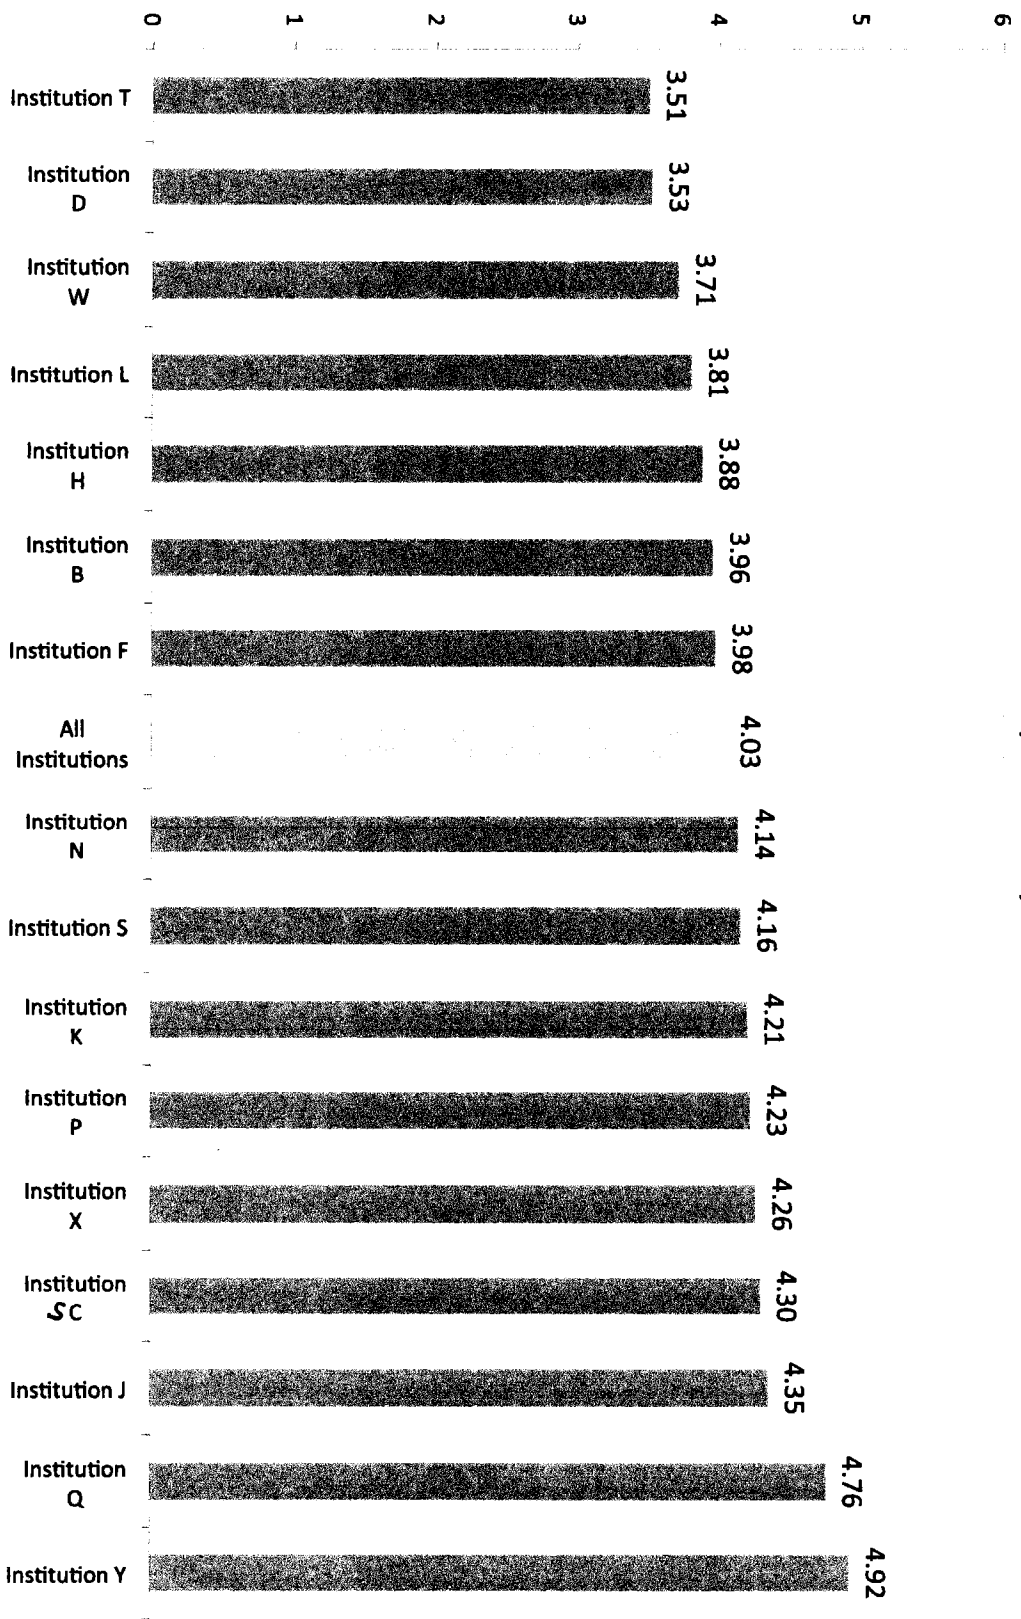 0
1
2
3
4
5
6
Institution T
3.51
Institution
D
3.53
Institution
W
3.71
Institution L
3.81
Institution
H
3.88
Institution
B
3.96
Institution F
3.98
All
Institutions
4.03
Institution
N
4.14
Institution S
4.16
Institution
K
4.21
Institution
P
4.23
Institution
X
4.26
Institution
SC
4.30
Institution J
4.35
Institution
Q
4.76
Institution Y
4.92